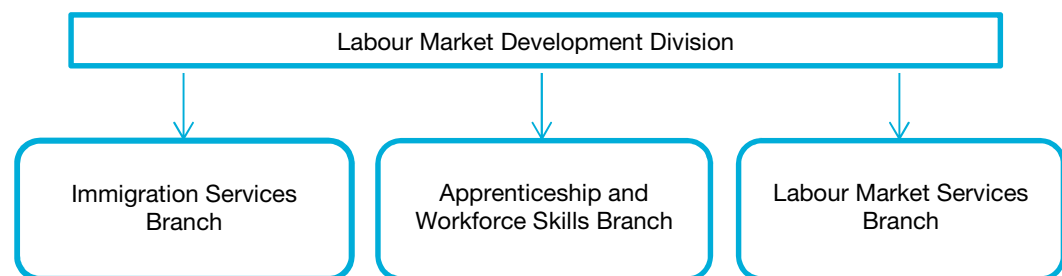 Labour Market Development Division
Immigration Services
Branch
Apprenticeship and
Workforce Skills Branch
Labour Market Services
Branch